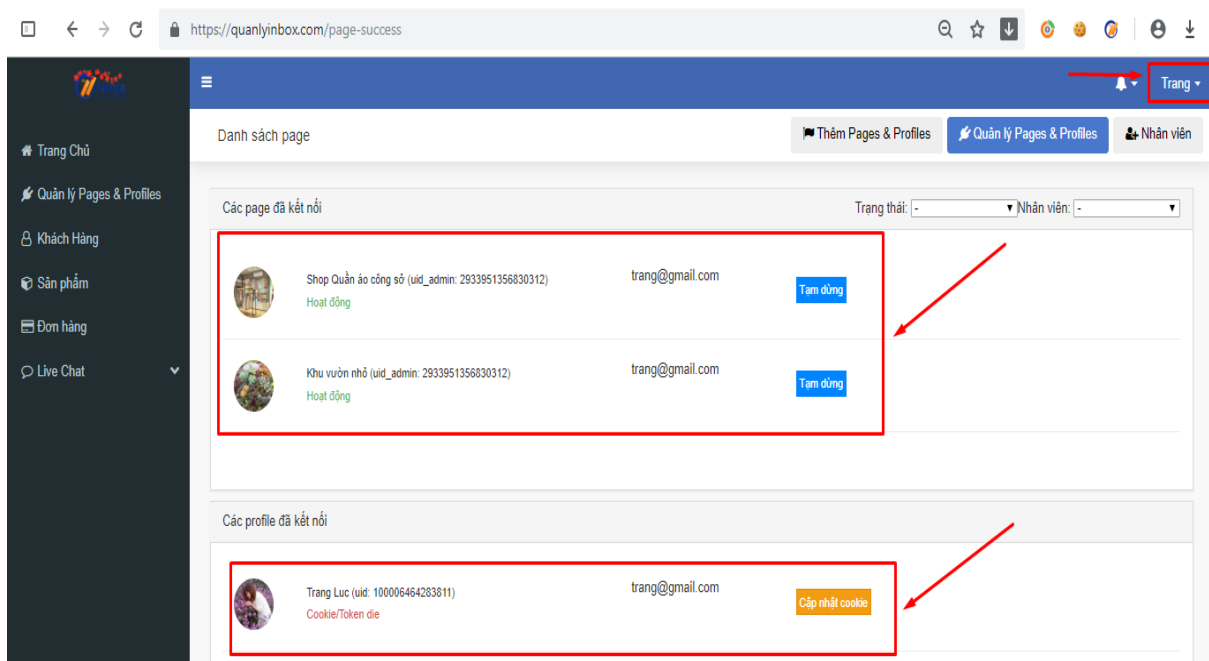 https://quanlyinbox.com/page-success
Ninja
Trang
Danh sách page
Thêm Pages & Profiles
Quản lý Pages & Profiles
Nhân viên
Trang Chủ
Quản lý Pages & Profiles
Khách Hàng
Sản phẩm
Đơn hàng
Live Chat
Các page đã kết nối
Trạng thái: -
Nhân viên: -
Shop Quần áo công sở (uid_admin: 2933951356830312)
Hoạt động
trang@gmail.com
Tạm dừng
Khu vườn nhỏ (uid_admin: 2933951356830312)
Hoạt động
trang@gmail.com
Tạm dừng
Các profile đã kết nối
Trang Luc (uid: 100006464283811)
Cookie/Token die
trang@gmail.com
Cập nhật cookie